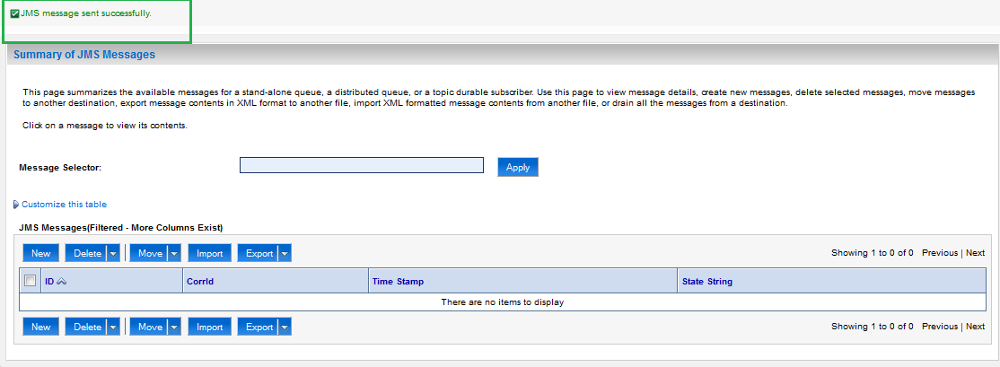 JMS message sent successfully.
Summary of JMS Messages
This page summarizes the available messages for a stand-alone queue, a distributed queue, or a topic durable subscriber. Use this page to view message details, create new messages, delete selected messages, move messages
to another destination, export message contents in XML format to another file, import XML formatted message contents from another file, or drain all the messages from a destination.
Click on a message to view its contents.
Message Selector: Apply
Customize this table
JMS Messages(Filtered - More Columns Exist)
New Delete | Move Import Export Showing 1 to 0 of 0 Previous | Next
ID CorrId Time Stamp State String
There are no items to display
New Delete | Move Import Export Showing 1 to 0 of 0 Previous | Next